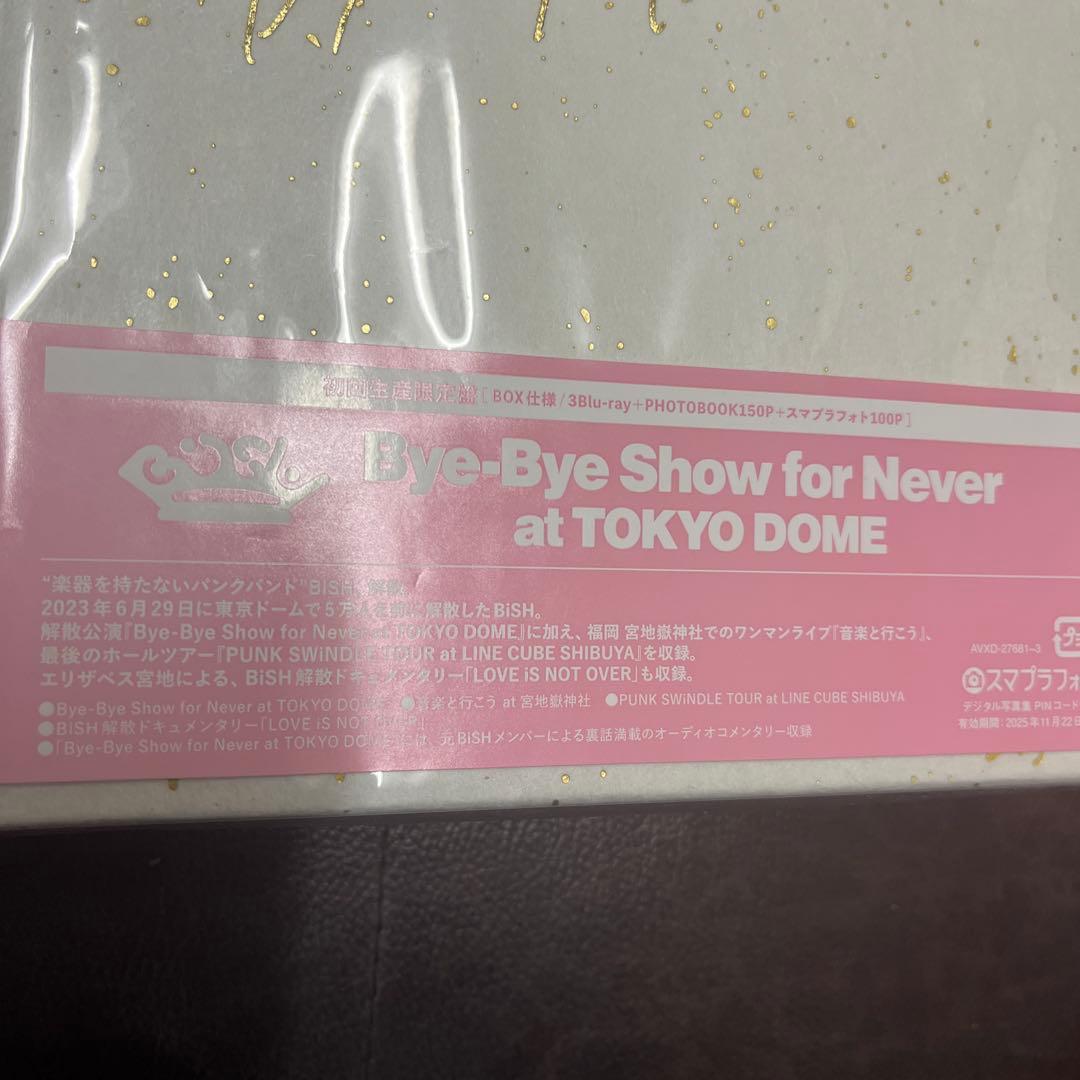 初回生産限定盤[BOX仕様/3Blu-ray+PHOTOBOOK150P+スマプラフォト100P]
Bye-Bye Show for Never
at TOKYO DOME
"楽器を持たないパンクバンド"BiSH、解散。
2023年6月29日に東京ドームで5万人を前に解散したBiSH。
解散公演『Bye-Bye Show for Never at TOKYO DOME』に加え、福岡 宮地嶽神社でのワンマンライブ『音楽と行こう』、
最後のホールツアー『PUNK SWiNDLE TOUR at LINE CUBE SHIBUYA』を収録。
エリザベス宮地による、BiSH解散ドキュメンタリー「LOVE iS NOT OVER」も収録。
●Bye-Bye Show for Never at TOKYO DOME ●音楽と行こう at 宮地嶽神社 ●PUNK SWiNDLE TOUR at LINE CUBE SHIBUYA
●BiSH解散ドキュメンタリー「LOVE iS NOT OVER」
●「Bye-Bye Show for Never at TOKYO DOME」には、元BiSHメンバーによる裏話満載のオーディオコメンタリー収録
AVXD-27681~3
プラ
スマプラフォ
デジタル写真集 PINコード
有効期間:2025年11月22日